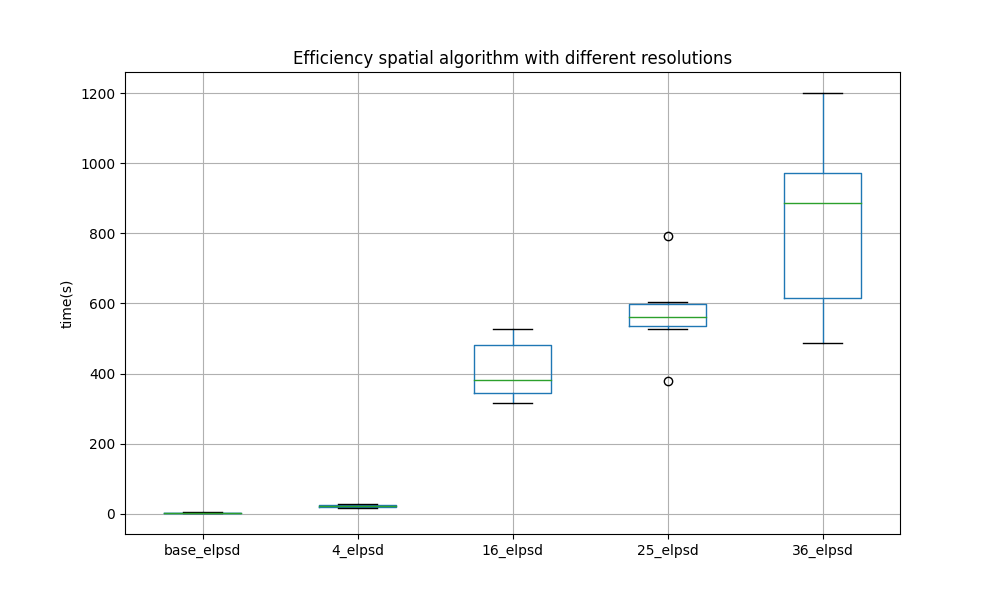 Efficiency spatial algorithm with different resolutions
1200
1000
800
600
400
200
0
time(s)
base_elpsd
4_elpsd
16_elpsd
25_elpsd
36_elpsd